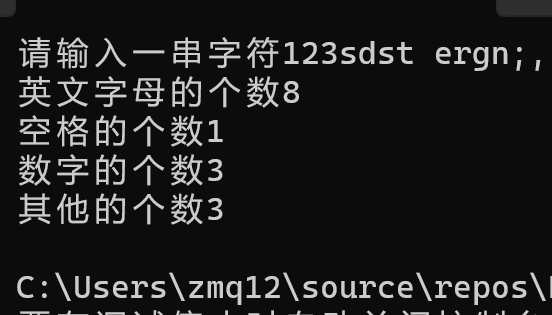 请输入一串字符123sdst ergn;,
英文字母的个数8
空格的个数1
数字的个数3
其他的个数3
C:\Users\zmq12\source\repos\